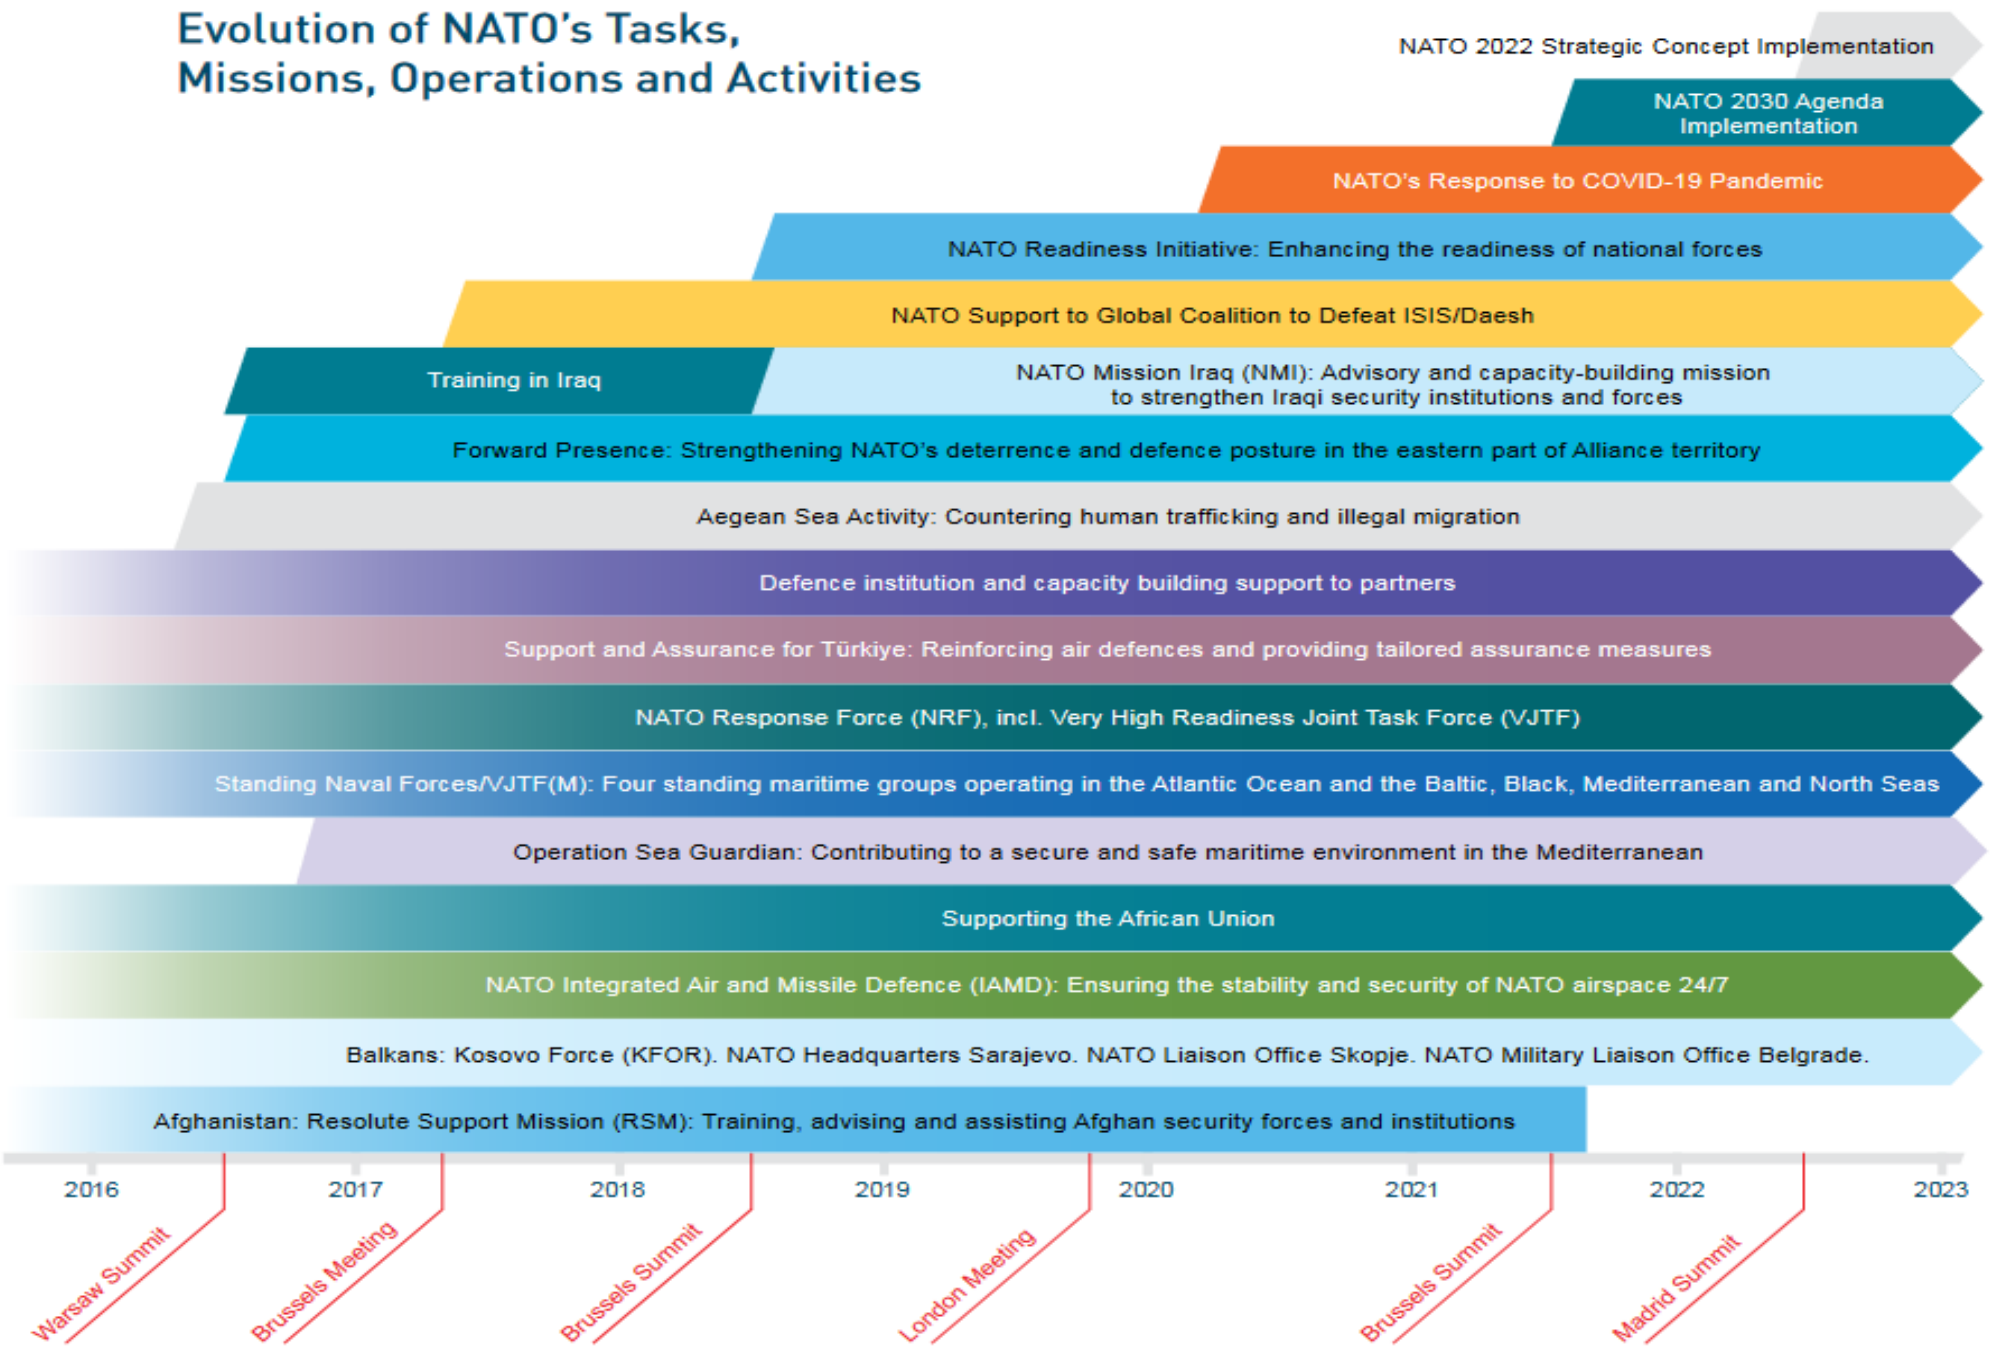 Evolution of NATO's Tasks,
Missions, Operations and Activities
NATO 2022 Strategic Concept Implementation
NATO 2030 Agenda
Implementation
NATO's Response to COVID-19 Pandemic
NATO Readiness Initiative: Enhancing the readiness of national forces
NATO Support to Global Coalition to Defeat ISIS/Daesh
Training in Iraq
NATO Mission Iraq (NMI): Advisory and capacity-building mission
to strengthen Iraqi security institutions and forces
Forward Presence: Strengthening NATO's deterrence and defence posture in the eastern part of Alliance territory
Aegean Sea Activity: Countering human trafficking and illegal migration
Defence institution and capacity building support to partners
Support and Assurance for Türkiye: Reinforcing air defences and providing tailored assurance measures
NATO Response Force (NRF), incl. Very High Readiness Joint Task Force (VJTF)
Standing Naval Forces/VJTF(M): Four standing maritime groups operating in the Atlantic Ocean and the Baltic, Black, Mediterranean and North Seas
Operation Sea Guardian: Contributing to a secure and safe maritime environment in the Mediterranean
Supporting the African Union
NATO Integrated Air and Missile Defence (IAMD): Ensuring the stability and security of NATO airspace 24/7
Balkans: Kosovo Force (KFOR). NATO Headquarters Sarajevo. NATO Liaison Office Skopje. NATO Military Liaison Office Belgrade.
Afghanistan: Resolute Support Mission (RSM): Training, advising and assisting Afghan security forces and institutions
2016
2017
2018
2019
2020
2021
2022
2023
Warsaw Summit
Brussels Meeting
Brussels Summit
London Meeting
Brussels Summit
Madrid Summit